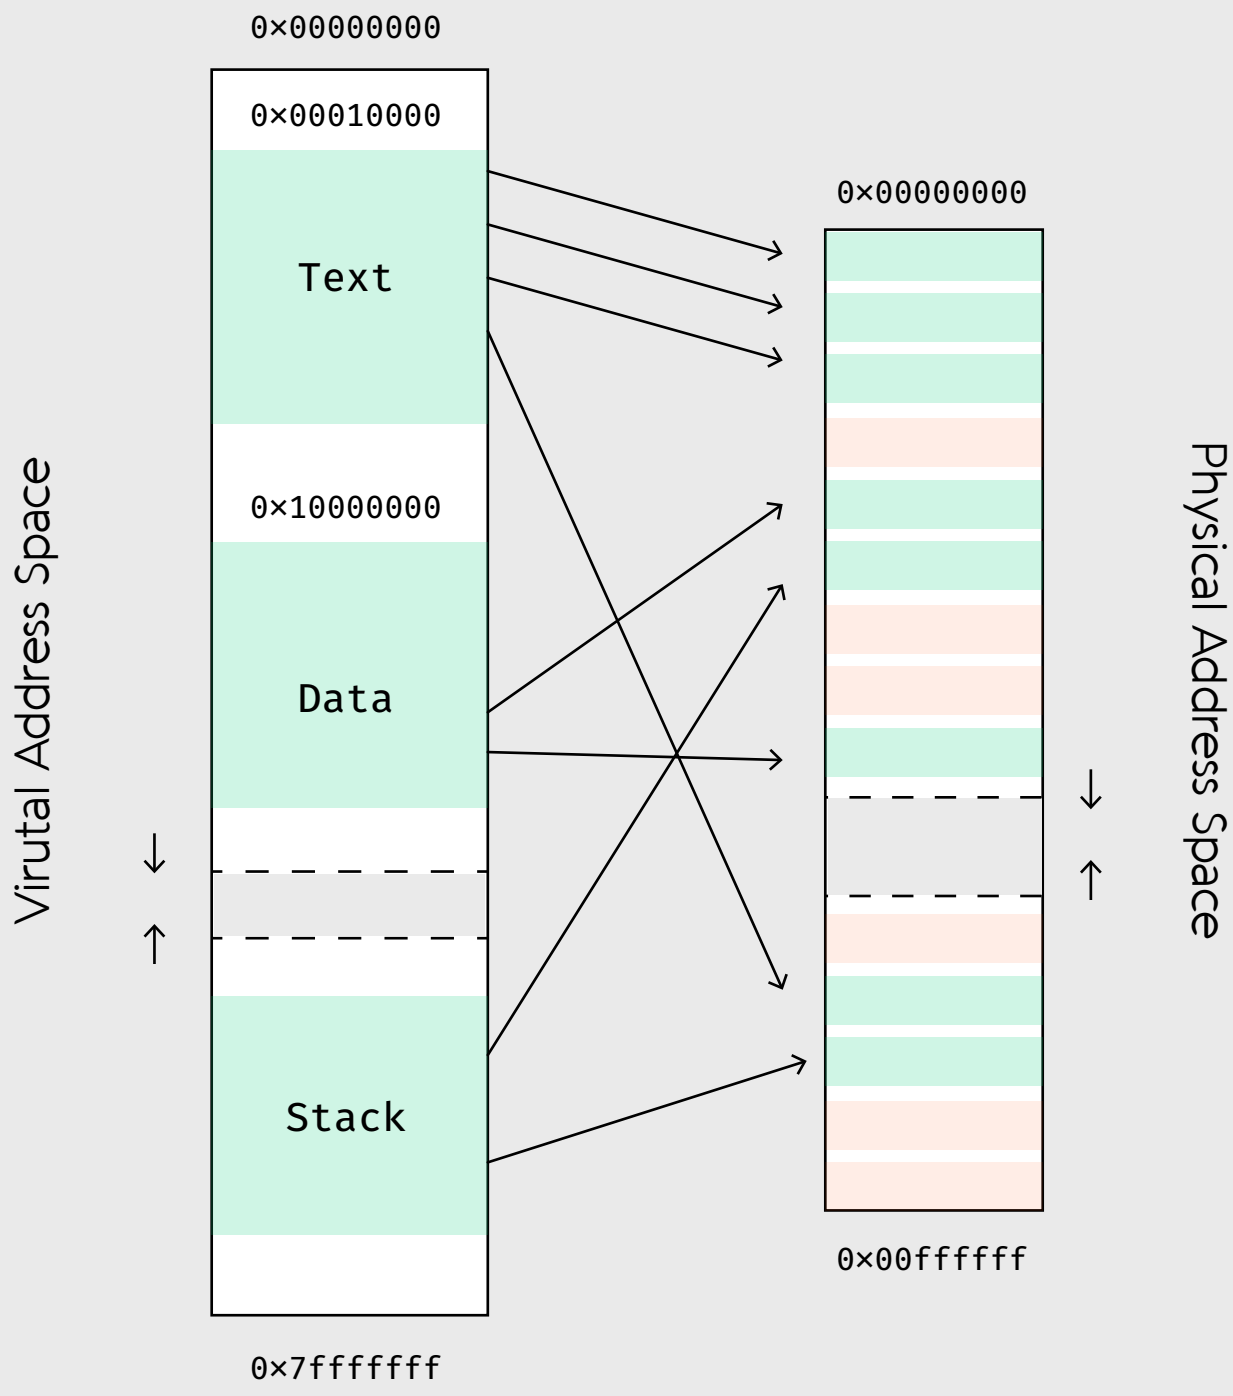 0×00000000
0×00010000
Text
0×10000000
Data
Stack
0×7fffffff
Virutal Address Space
0×00000000
0×00ffffff
Physical Address Space